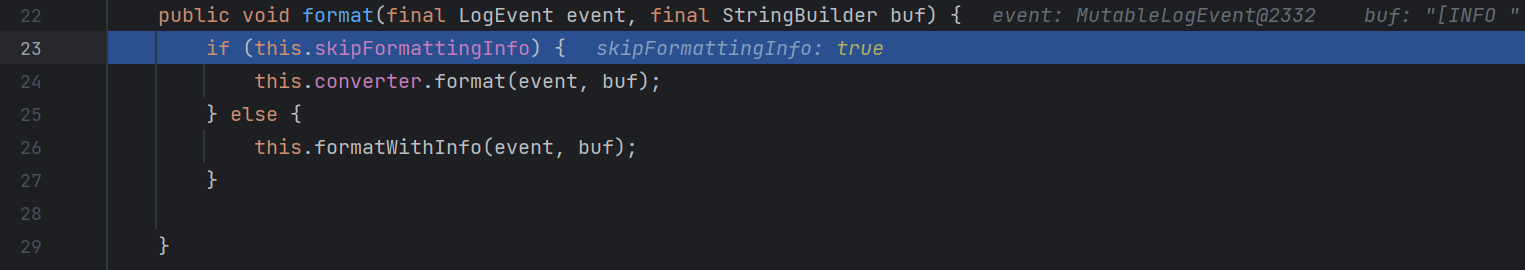 22 public void format(final LogEvent event, final StringBuilder buf) { event: MutableLogEvent@2332 buf: "[INFO "
23 if (this.skipFormattingInfo) { skipFormattingInfo: true
24 this.converter.format(event, buf);
25 } else {
26 this.formatWithInfo(event, buf);
27 }
28
29 }